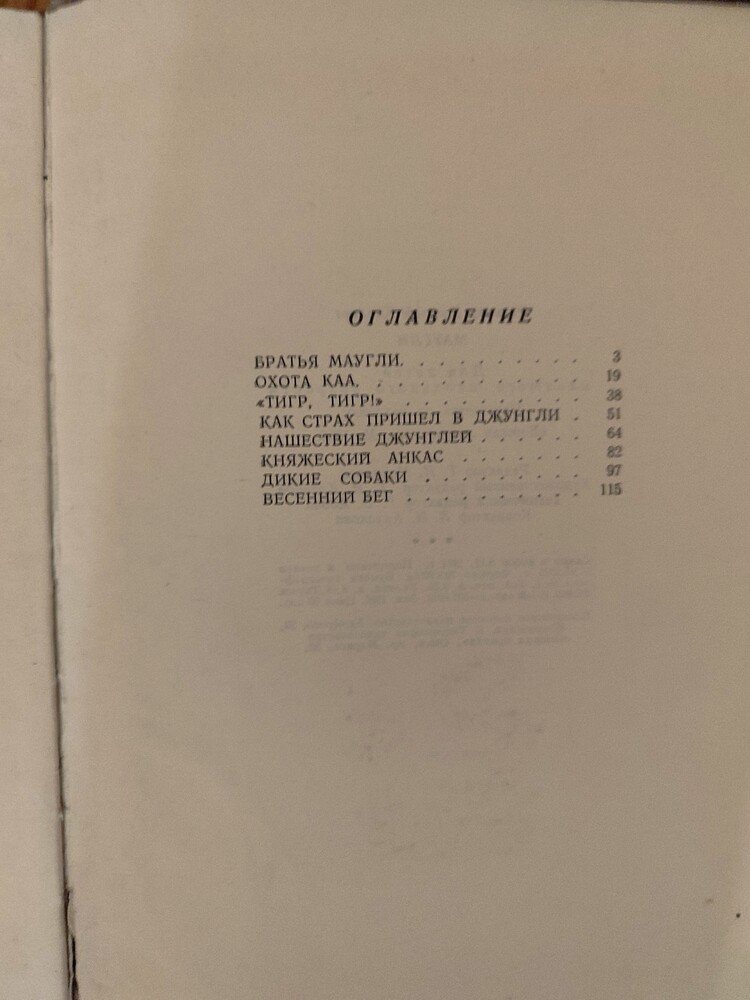 ОГЛАВЛЕНИЕ
БРАТЬЯ МАУГЛИ. . . . . . . . . . 3
ОХОТА КАА. . . . . . . . . . . 19
«ТИГР, ТИГР!» . . . . . . . . . 38
КАК СТРАХ ПРИШЕЛ В ДЖУНГЛИ . 51
НАШЕСТВИЕ ДЖУНГЛЕЙ . . . . . . 64
КНЯЖЕСКИЙ АНКАС . . . . . . . 82
ДИКИЕ СОБАКИ . . . . . . . . . 97
ВЕСЕННИЙ БЕГ . . . . . . . . . . 115